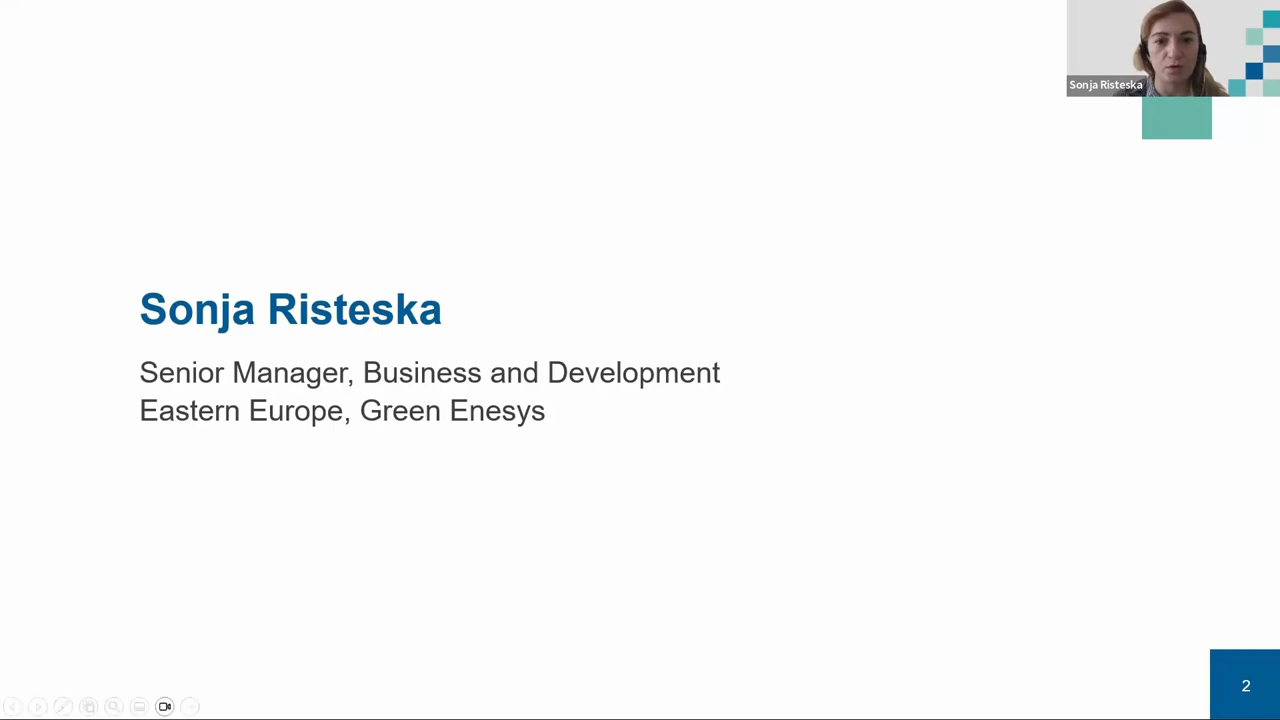 Sonja Risteska
Sonja Risteska
Senior Manager, Business and Development
Eastern Europe, Green Enesys
2